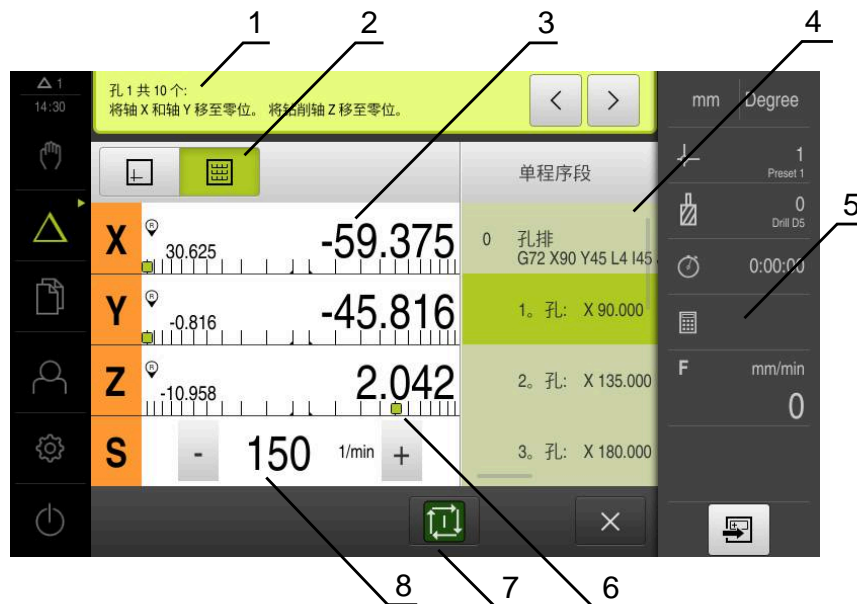 1
2
3
4
5
6
7
8
1
14:30
孔 1 共 10 个:
将轴 X 和轴 Y 移至零位。 将钻削轴 Z 移至零位。
<
>
mm
Degree
单程序段
1
Preset 1
0
Drill D5
0:00:00
F
mm/min
0
X
R
30.625
-59.375
Y
R
-0.816
-45.816
Z
R
-10.958
2.042
S
-
150
1/min
+
0 孔排
G72 X90 Y45 L4 I45
1。孔: X 90.000
2。孔: X 135.000
3。孔: X 180.000